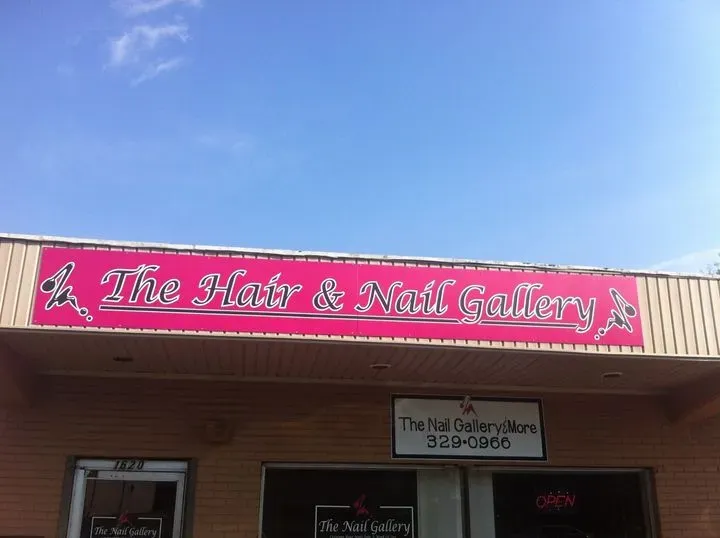 The Hair & Nail Gallery
The Nail Gallery &More
329•0966
1620
OPEN
The Nail Gallery
The Nail Gallery